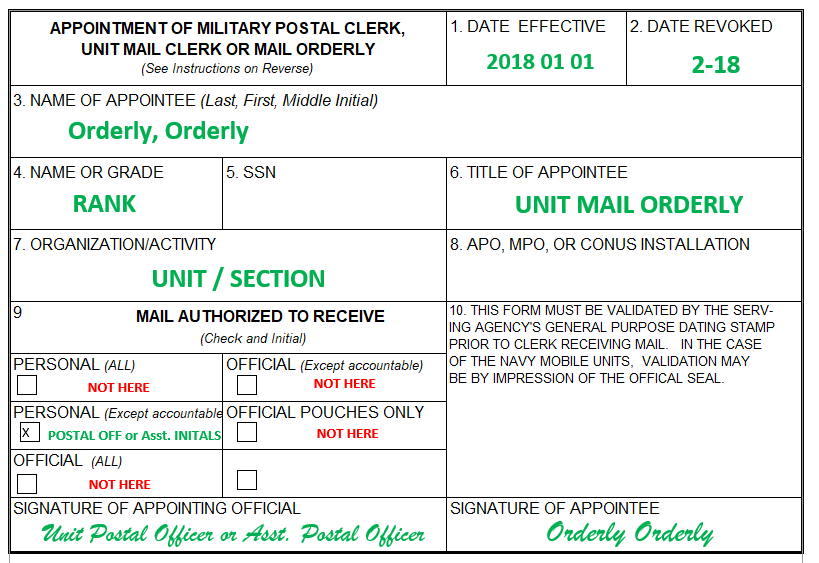 APPOINTMENT OF MILITARY POSTAL CLERK,
UNIT MAIL CLERK OR MAIL ORDERLY
(See Instructions on Reverse)
1. DATE  EFFECTIVE
2018 01 01
2. DATE REVOKED
2-18
3. NAME OF APPOINTEE (Last, First, Middle Initial)
Orderly, Orderly
4. NAME OR GRADE
RANK
5. SSN
6. TITLE OF APPOINTEE
UNIT MAIL ORDERLY
7. ORGANIZATION/ACTIVITY
UNIT / SECTION
8. APO, MPO, OR CONUS INSTALLATION
9
MAIL AUTHORIZED TO RECEIVE
(Check and Initial)
PERSONAL (ALL)
NOT HERE
OFFICIAL (Except accountable)
NOT HERE
PERSONAL (Except accountable
X POSTAL OFF or Asst. INITALS
OFFICIAL POUCHES ONLY
NOT HERE
OFFICIAL (ALL)
NOT HERE
10. THIS FORM MUST BE VALIDATED BY THE SERV-
ING AGENCY'S GENERAL PURPOSE DATING STAMP
PRIOR TO CLERK RECEIVING MAIL. IN THE CASE
OF THE NAVY MOBILE UNITS, VALIDATION MAY
BE BY IMPRESSION OF THE OFFICAL SEAL.
SIGNATURE OF APPOINTING OFFICIAL
Unit Postal Officer or Asst. Postal Officer
SIGNATURE OF APPOINTEE
Orderly Orderly